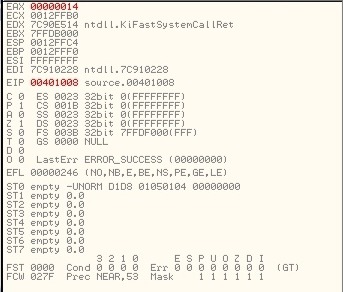 EAX 00000014
ECX 0012FFB0
EDX 7C90E514 ntdll.KiFastSystemCallRet
EBX 7FFDB000
ESP 0012FFC4
EBP 0012FFF0
ESI FFFFFFFF
EDI 7C910228 ntdll.7C910228
EIP 00401008 source.00401008
C 0 ES 0023 32bit 0(FFFFFFFF)
P 1 CS 001B 32bit 0(FFFFFFFF)
A 0 SS 0023 32bit 0(FFFFFFFF)
Z 1 DS 0023 32bit 0(FFFFFFFF)
S 0 FS 003B 32bit 7FFDF000(FFF)
T 0 GS 0000 NULL
D 0
O 0 LastErr ERROR_SUCCESS (00000000)
EFL 00000246 (NO,NB,E,BE,NS,PE,GE,LE)
ST0 empty -UNORM D1D8 01050104 00000000
ST1 empty 0.0
ST2 empty 0.0
ST3 empty 0.0
ST4 empty 0.0
ST5 empty 0.0
ST6 empty 0.0
ST7 empty 0.0
3 2 1 0 E S P U O Z D I
FST 0000 Cond 0 0 0 0 Err 0 0 0 0 0 0 0 0 (GT)
FCW 027F Prec NEAR,53 Mask 1 1 1 1 1 1